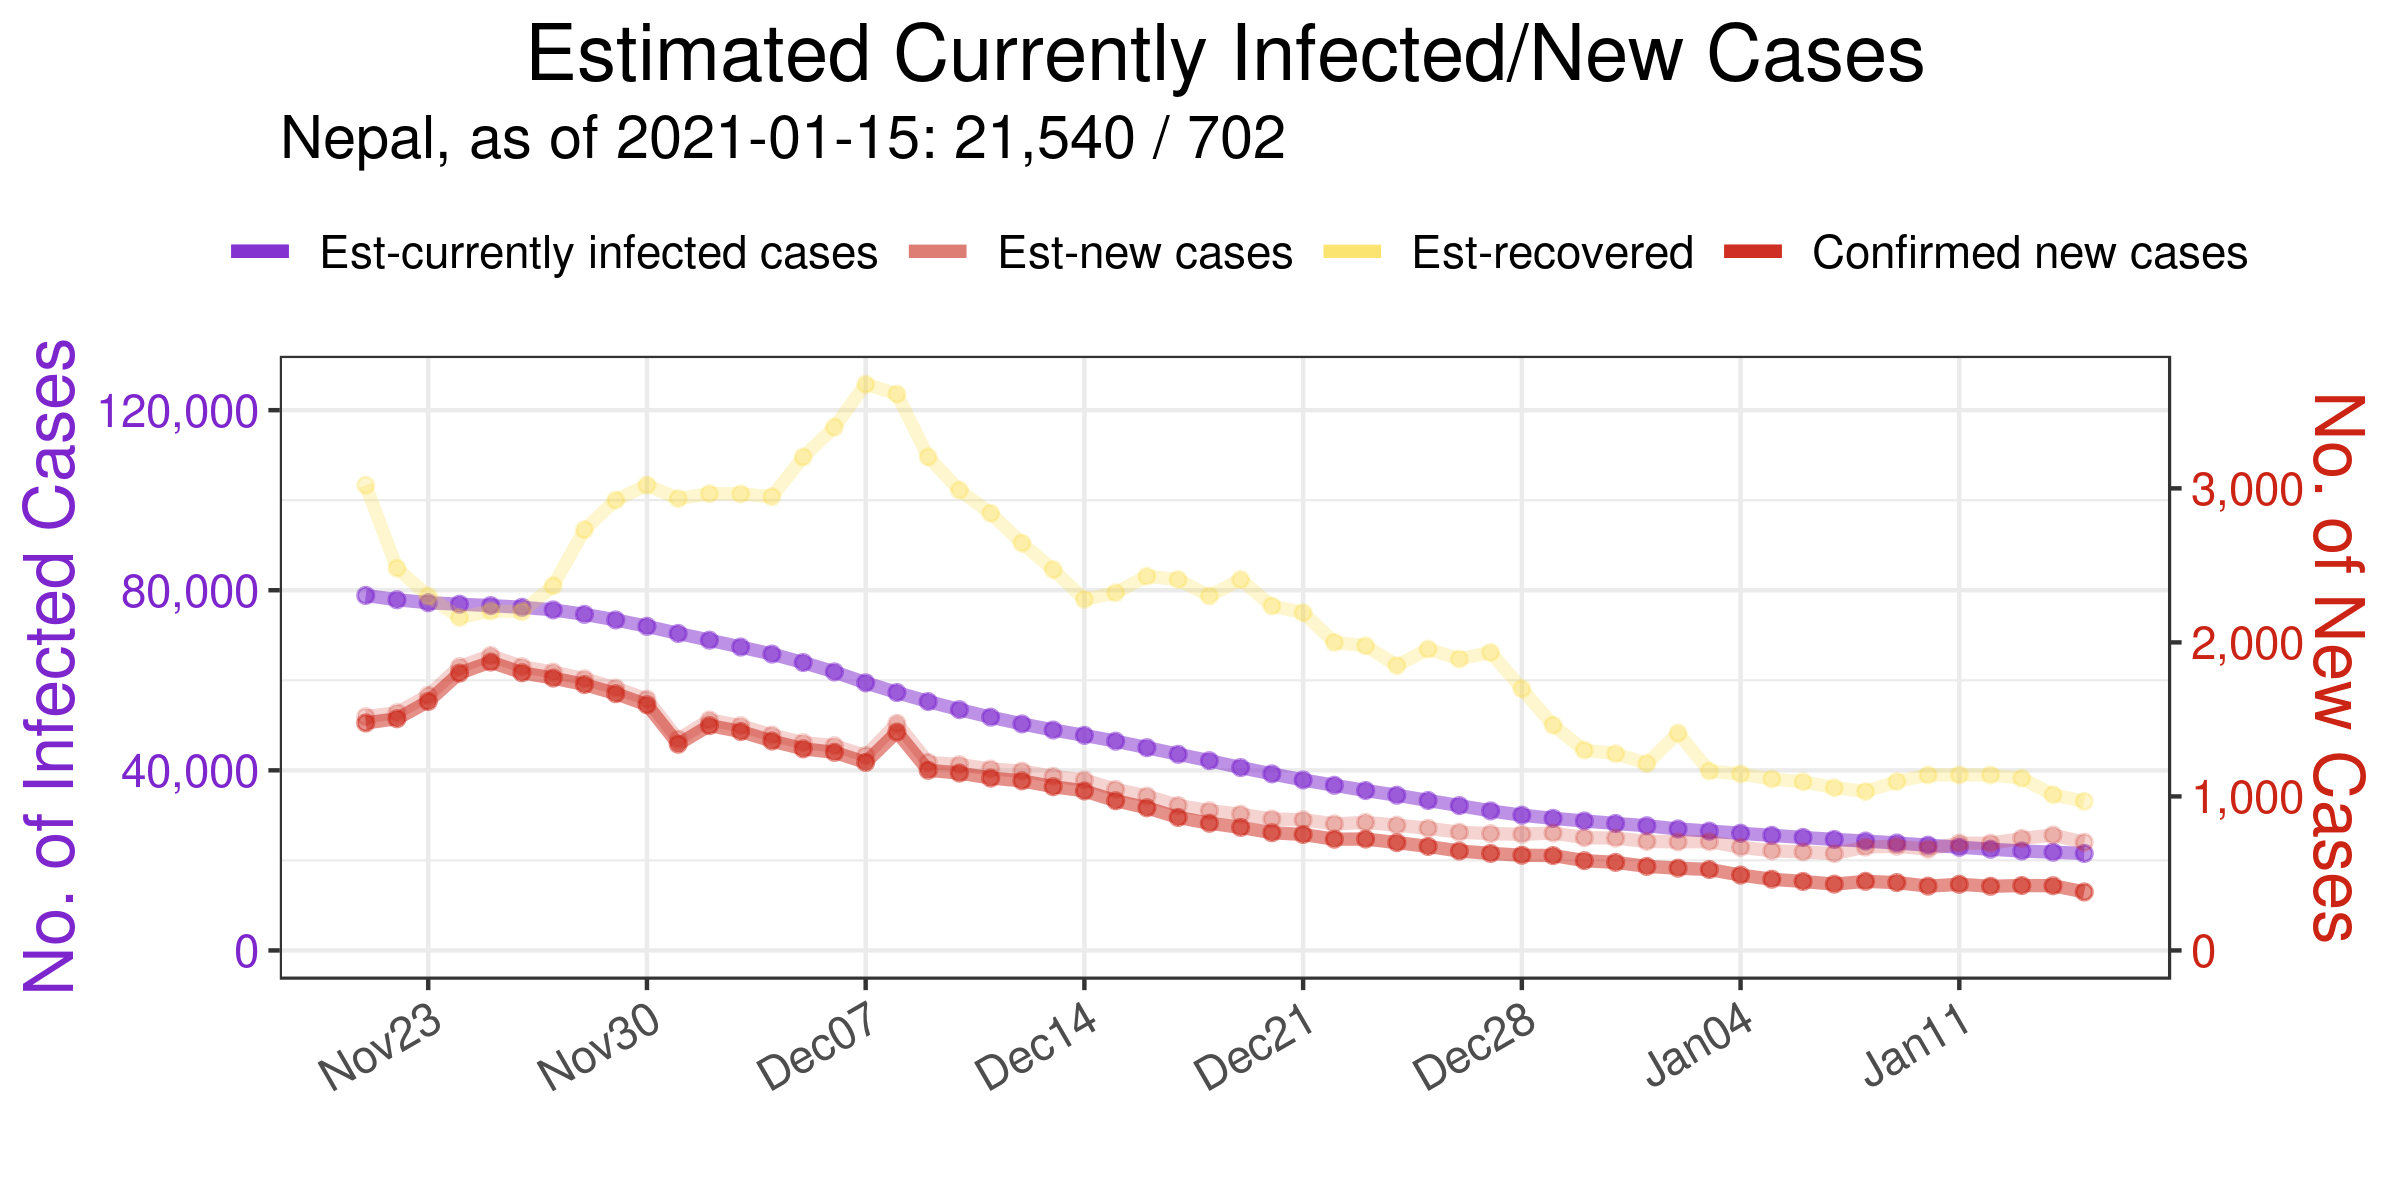 Estimated Currently Infected/New Cases
Nepal, as of 2021-01-15: 21,540 / 702
Est-currently infected cases Est-new cases Est-recovered Confirmed new cases
No. of Infected Cases
120,000
80,000
40,000
0
3,000
2,000
1,000
0
No. of New Cases
Nov23 Nov30 Dec07 Dec14 Dec21 Dec28 Jan04 Jan11